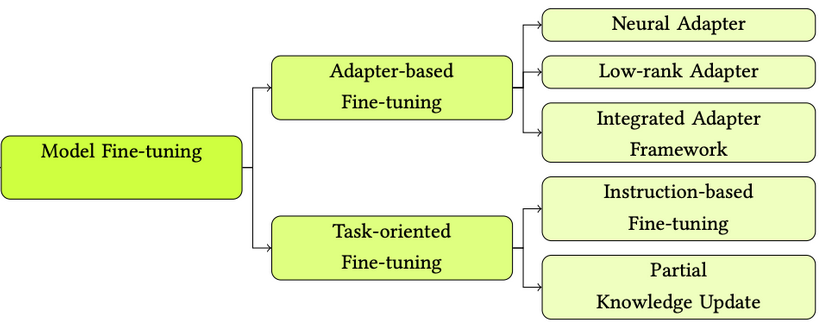 Model Fine-tuning
Adapter-based
Fine-tuning
Neural Adapter
Low-rank Adapter
Integrated Adapter
Framework
Task-oriented
Fine-tuning
Instruction-based
Fine-tuning
Partial
Knowledge Update